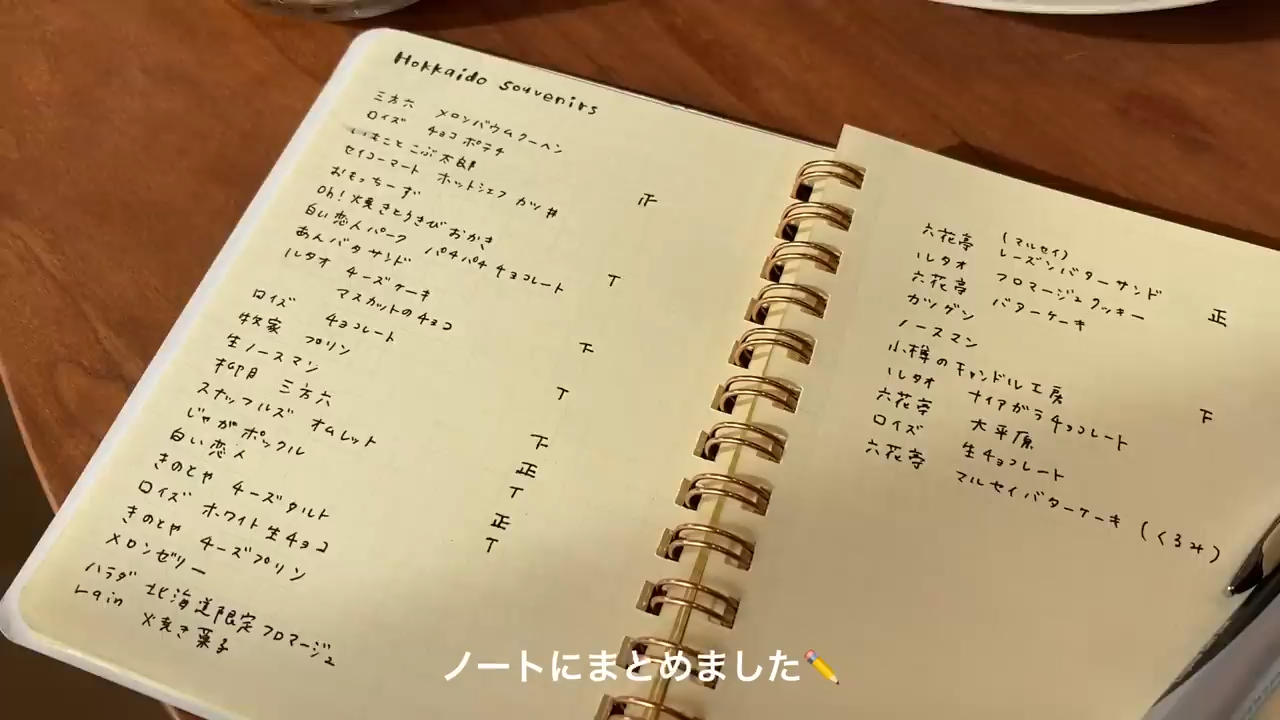 Hokkaido souvenirs
三方六 メロンバウムクーヘン
ロイズ チョコポテチ
いもことこぶ太郎
セイコーマート ホットシェフ カツ丼
おもっちーず
Oh!焼きとうきびおかき 正
白い恋人パーク パチパチチョコレート
あんバタサンド
ルタオ チーズケーキ T
マスカットのチョコ
ロイズ チョコレート 下
牧家 プリン
生ノースマン T
柳月 三方六
スナッフルズ オムレット 下
じゃがポックル 正
白い恋人 T
きのとや チーズタルト 正
ロイズ ホワイト生チョコ T
きのとや チーズプリン
メロンゼリー
ハラダ 北海道限定フロマージュ
rain 焼き菓子
六花亭 (マルセイ) レーズンバターサンド 正
ルタオ フロマージュクッキー
六花亭 バターケーキ
カツゲン
ノースマン
小樽のキャンドル工房 下
ルタオ ナイアガラチョコレート
六花亭 大平原
ロイズ 生チョコレート
六花亭 マルセイバターケーキ (くるみ)
ノートにまとめました✏️